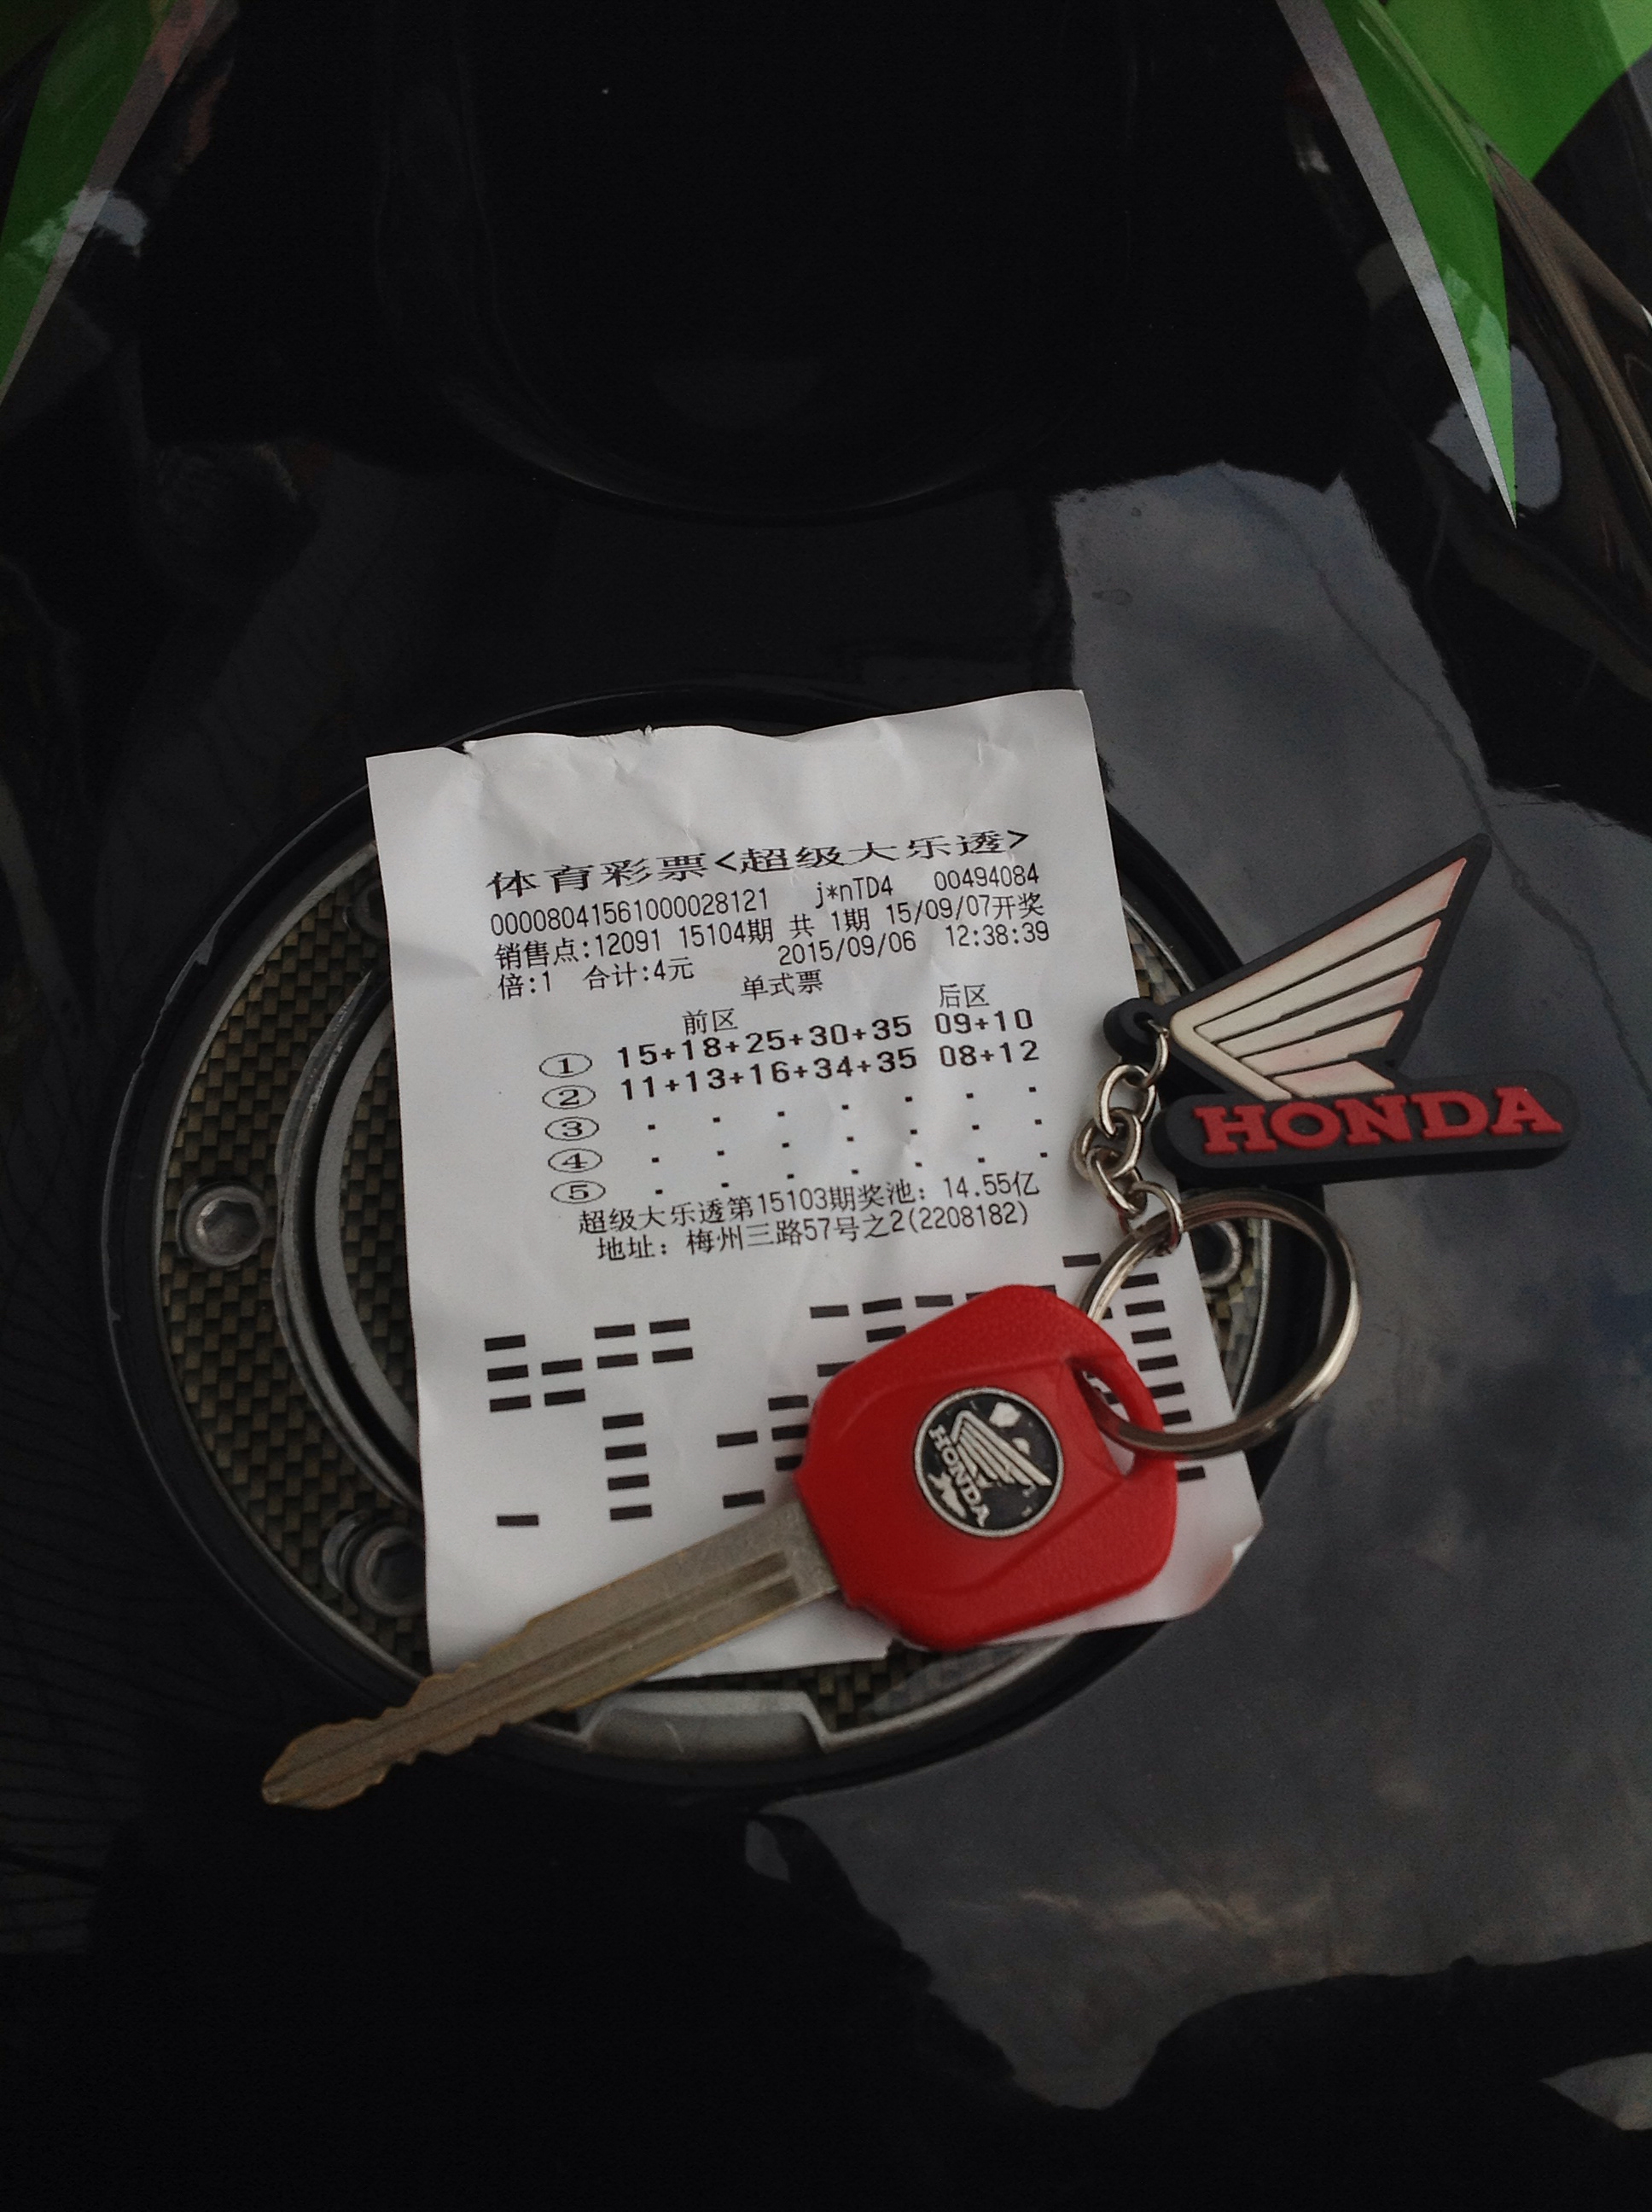 体育彩票<超级大乐透>
00008041561000028121 j*nTD4 00494084
销售点:12091 15104期 共 1期 15/09/07开奖
倍:1 合计:4元 2015/09/06 12:38:39
单式票
前区 后区
① 15+18+25+30+35 09+10
② 11+13+16+34+35 08+12
③
④
⑤
超级大乐透第15103期奖池: 14.55亿
地址: 梅州三路57号之2(2208182)
HONDA
HONDA